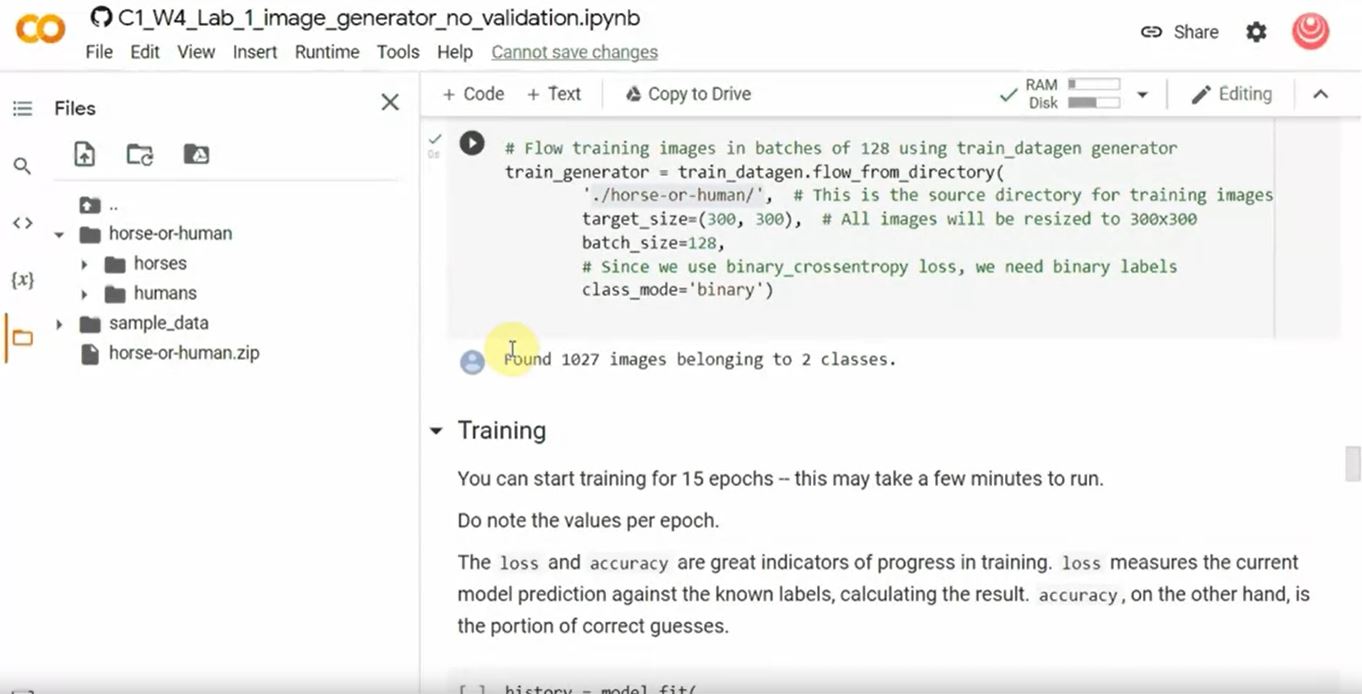 C1_W4_Lab_1_image_generator_no_validation.ipynb
File Edit View Insert Runtime Tools Help Cannot save changes
Share
Files
+ Code + Text Copy to Drive
RAM
Disk
Editing
..
horse-or-human
horses
humans
sample_data
horse-or-human.zip
{x}
0s
# Flow training images in batches of 128 using train_datagen generator
train_generator = train_datagen.flow_from_directory(
'./horse-or-human/', # This is the source directory for training images
target_size=(300, 300), # All images will be resized to 300x300
batch_size=128,
# Since we use binary_crossentropy loss, we need binary labels
class_mode='binary')
Found 1027 images belonging to 2 classes.
Training
You can start training for 15 epochs -- this may take a few minutes to run.
Do note the values per epoch.
The loss and accuracy are great indicators of progress in training. loss measures the current
model prediction against the known labels, calculating the result. accuracy, on the other hand, is
the portion of correct guesses.
[ ] history = model.fit(